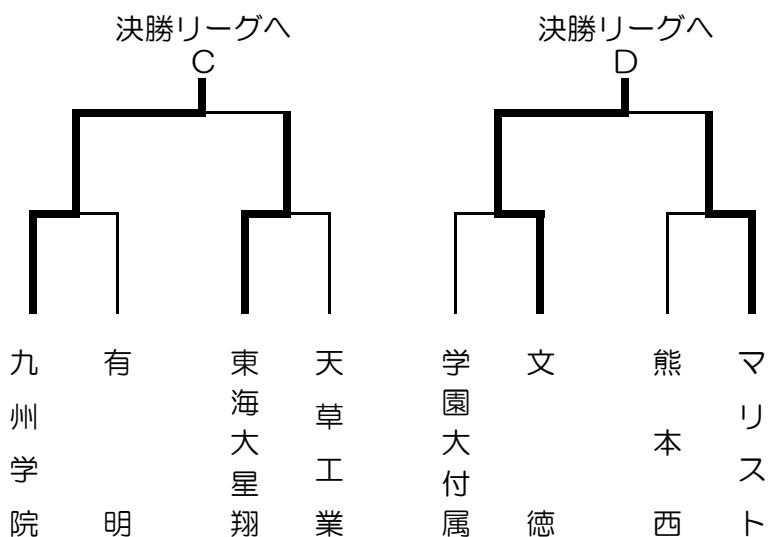 決勝リーグへ
C
決勝リーグへ
D
九州学院
有明
東海大星翔
天草工業
学園大付属
文徳
熊本西
マリスト